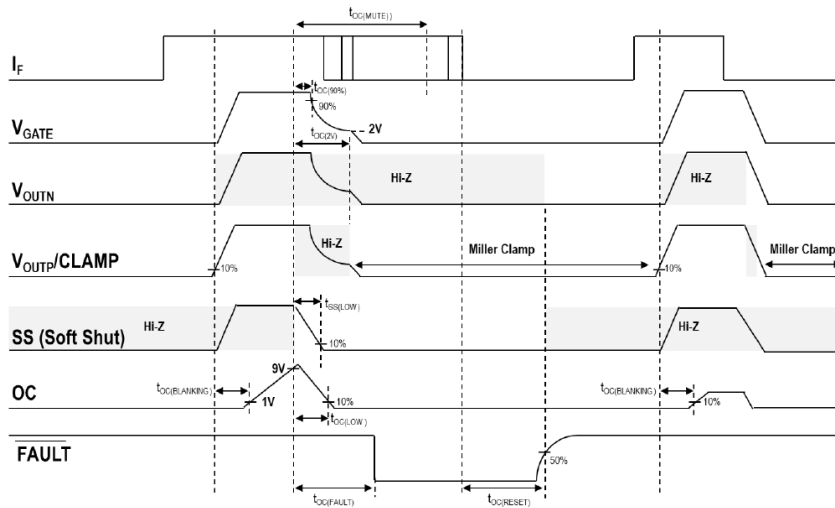 tOC(MUTE))
IF
tOC(90%)
90%
VGATE
2V
tOC(2V)
VOUTN
Hi-Z
Hi-Z
VOUTP/CLAMP
Hi-Z
Miller Clamp
Miller Clamp
10%
10%
tSS(LOW)
SS (Soft Shut)
Hi-Z
Hi-Z
10%
9V
tOC(BLANKING)
tOC(BLANKING)
OC
1V
10%
10%
tOC(LOW)
FAULT
50%
tOC(FAULT)
tOC(RESET)